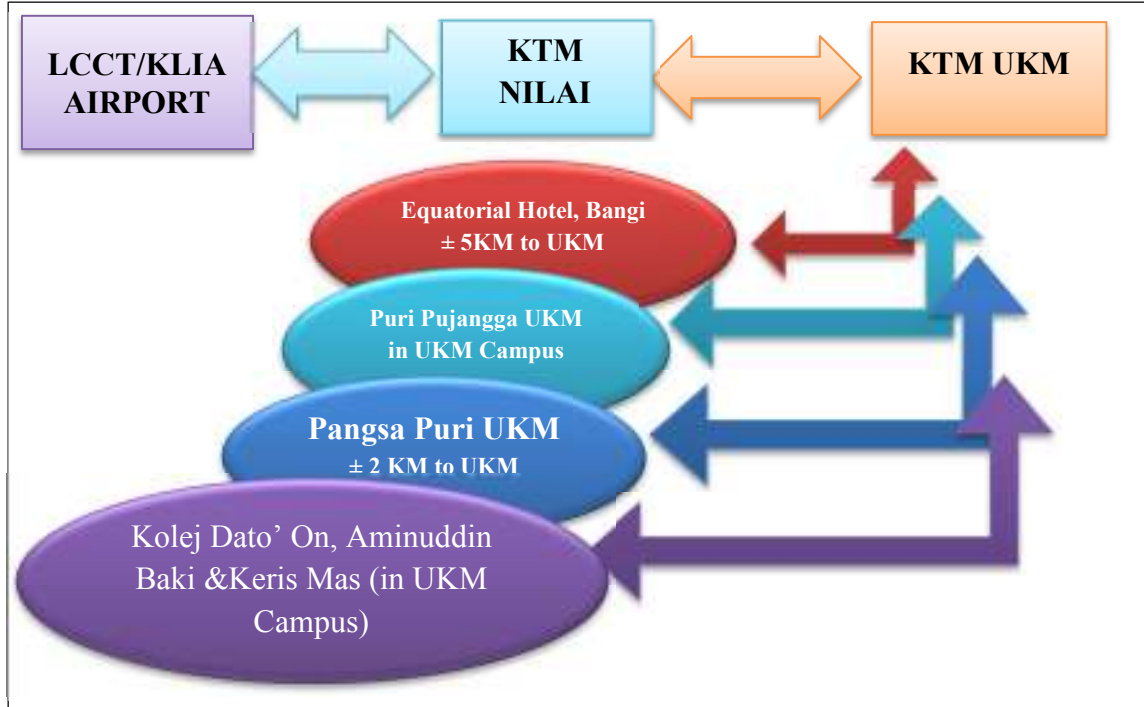 LCCT/KLIA
AIRPORT
KTM
NILAI
KTM UKM
Equatorial Hotel, Bangi
± 5KM to UKM
Puri Pujangga UKM
in UKM Campus
Pangsa Puri UKM
± 2 KM to UKM
Kolej Dato’ On, Aminuddin
Baki &Keris Mas (in UKM
Campus)